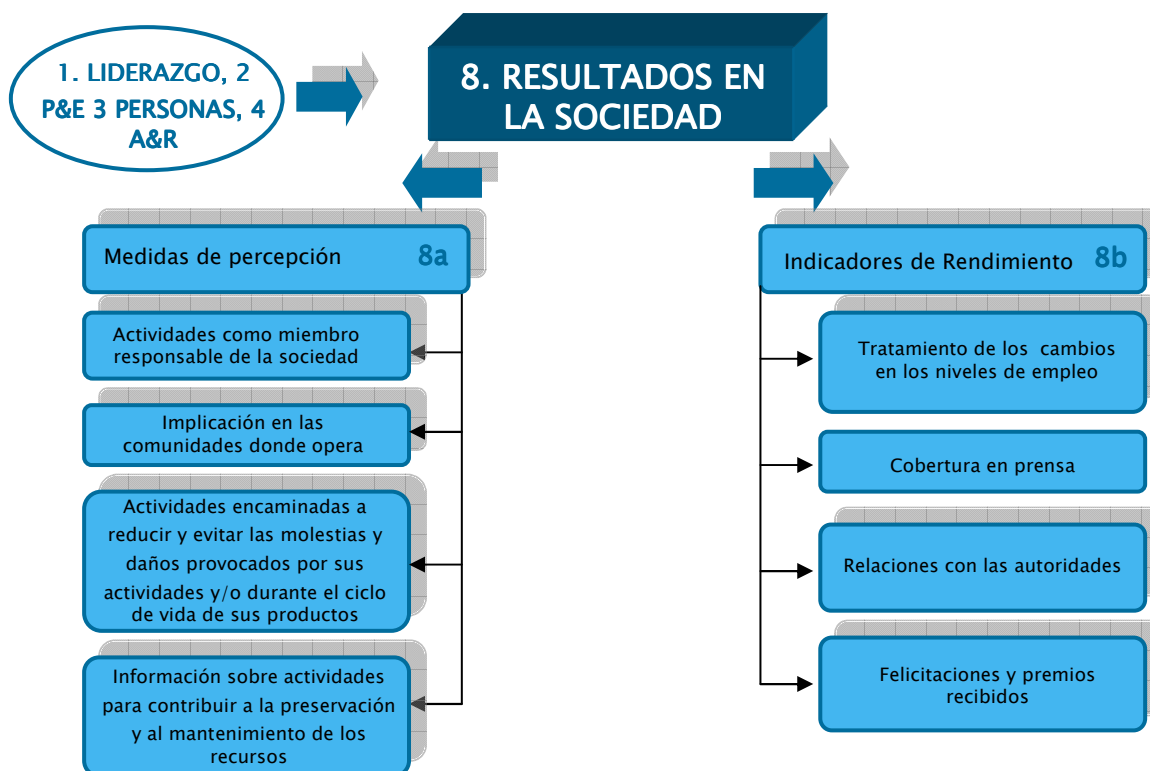 1. LIDERAZGO, 2
P&E 3 PERSONAS, 4
A&R
8. RESULTADOS EN
LA SOCIEDAD
Medidas de percepción 8a
Actividades como miembro
responsable de la sociedad
Implicación en las
comunidades donde opera
Actividades encaminadas a
reducir y evitar las molestias y
daños provocados por sus
actividades y/o durante el ciclo
de vida de sus productos
Información sobre actividades
para contribuir a la preservación
y al mantenimiento de los
recursos
Indicadores de Rendimiento 8b
Tratamiento de los cambios
en los niveles de empleo
Cobertura en prensa
Relaciones con las autoridades
Felicitaciones y premios
recibidos